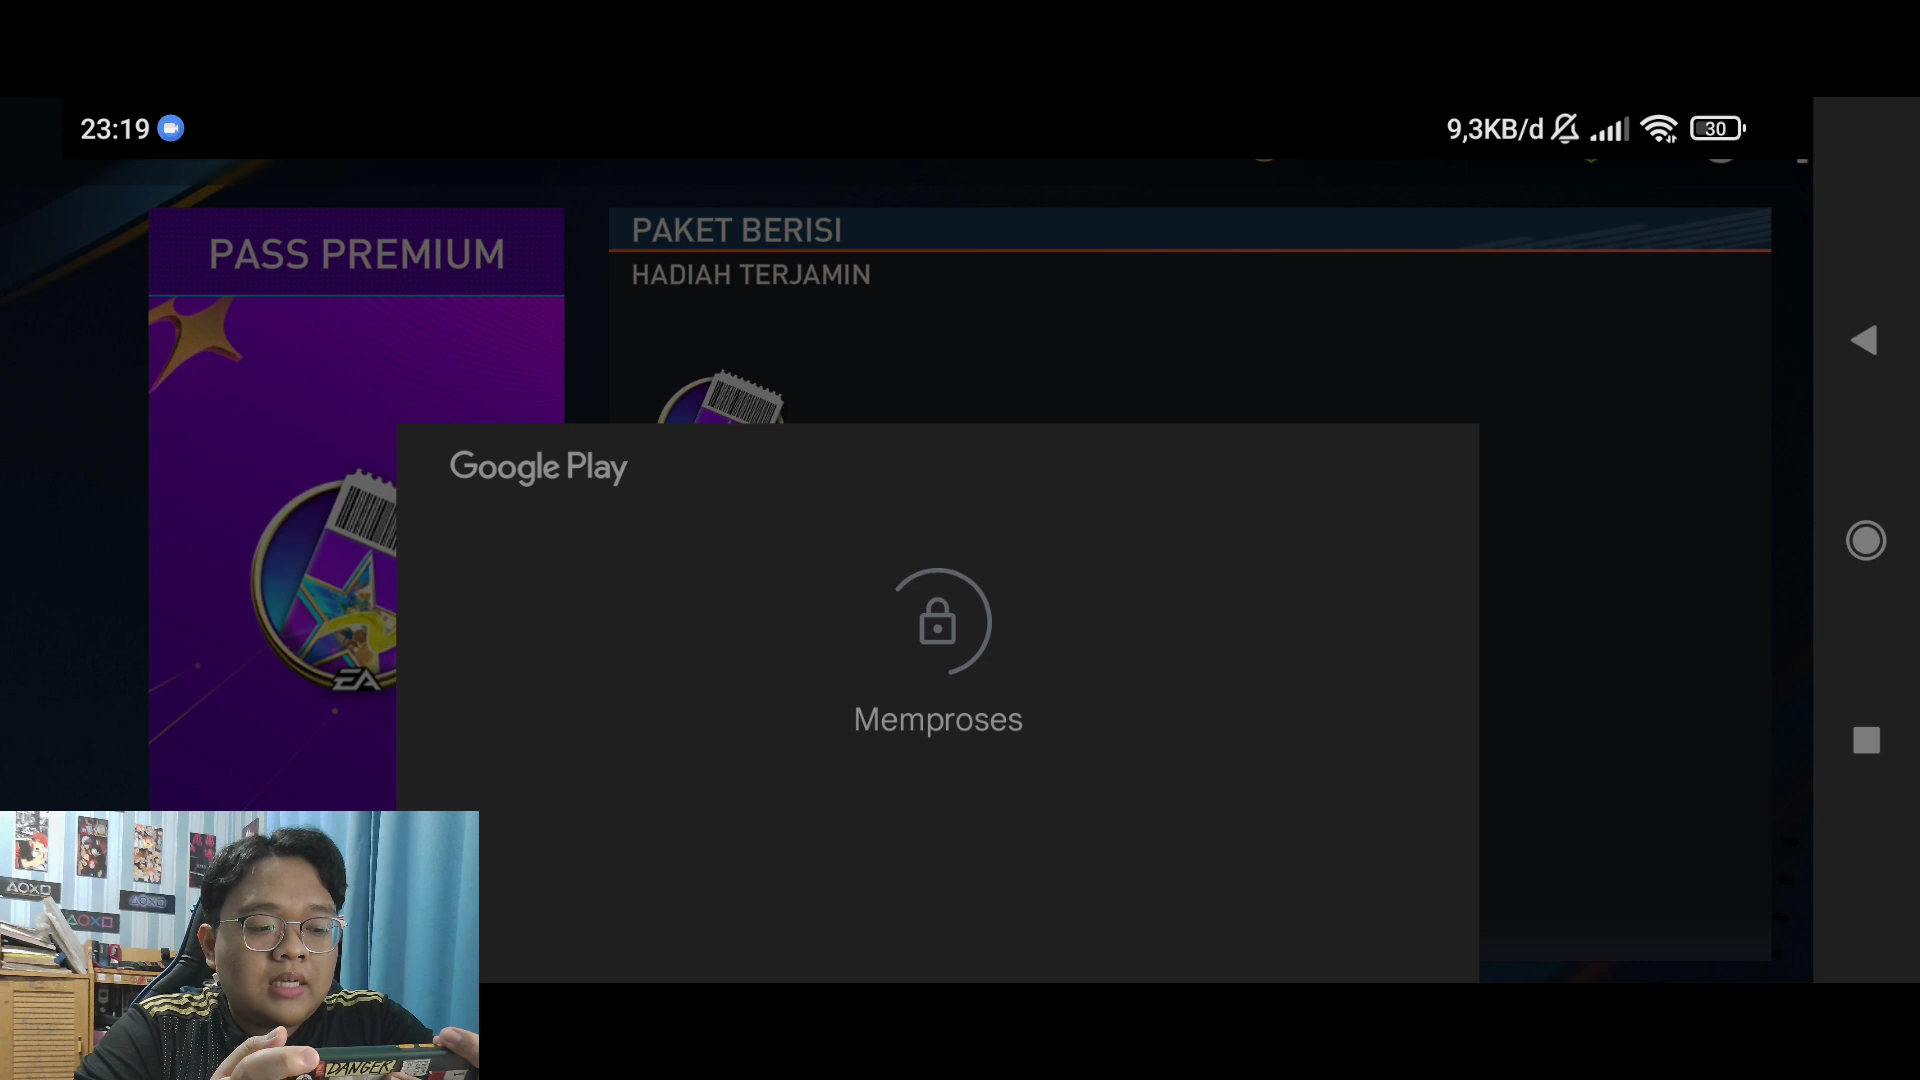 23:19
9,3KB/d
30
PASS PREMIUM
PAKET BERISI
HADIAH TERJAMIN
EA
Google Play
Memproses
DANGER